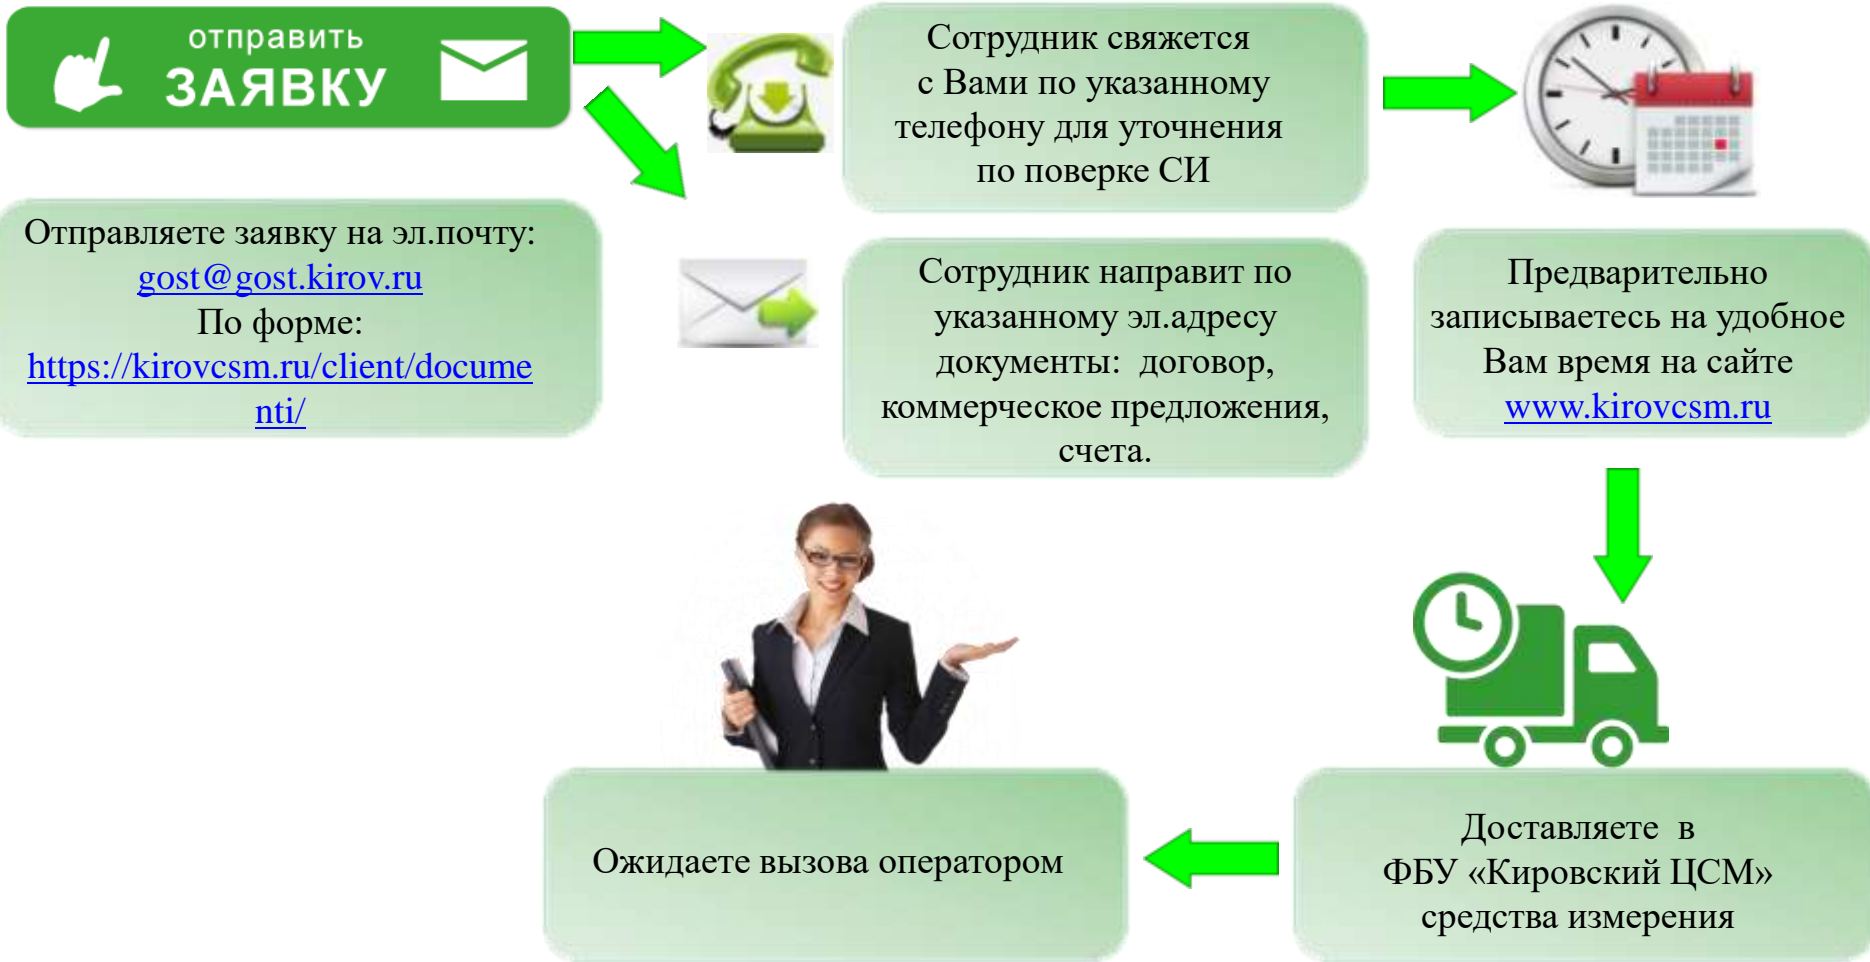 отправить
ЗАЯВКУ
Отправляете заявку на эл.почту:
gost@gost.kirov.ru
По форме:
https://kirovcsm.ru/client/docume
nti/
Сотрудник свяжется
с Вами по указанному
телефону для уточнения
по поверке СИ
Сотрудник направит по
указанному эл.адресу
документы:  договор,
коммерческое предложения,
счета.
Предварительно
записываетесь на удобное
Вам время на сайте
www.kirovcsm.ru
Доставляете  в
ФБУ «Кировский ЦСМ»
средства измерения
Ожидаете вызова оператором